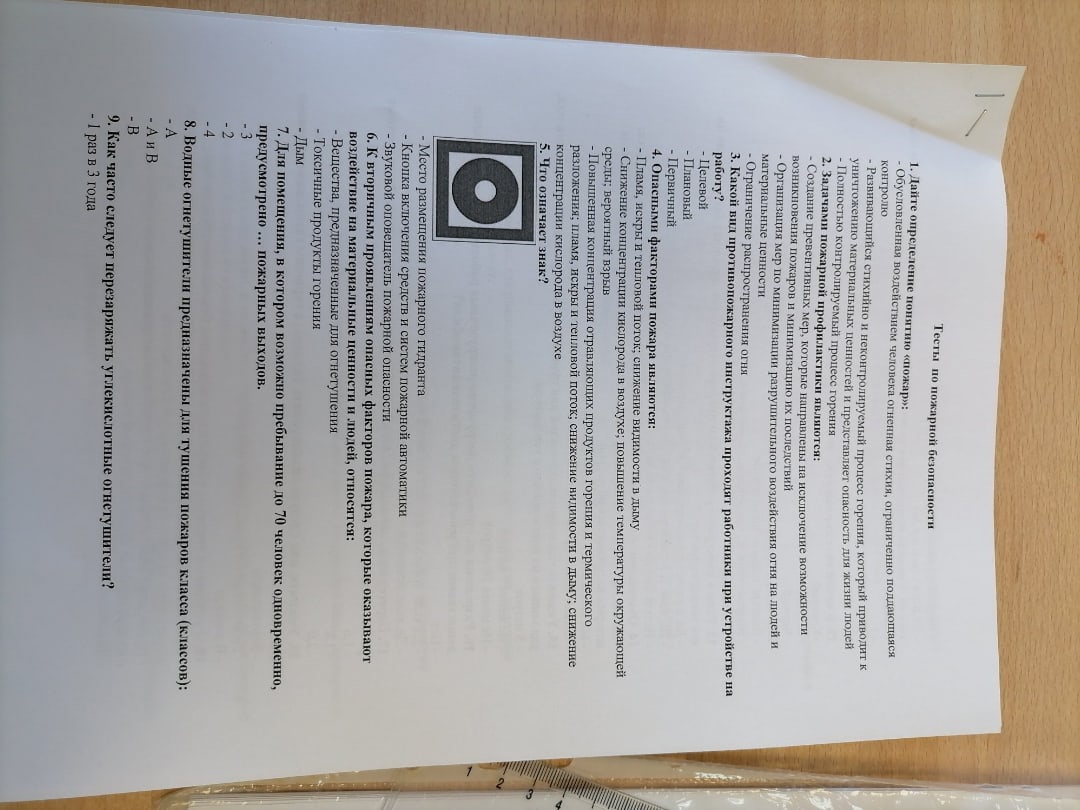 Тесты по пожарной безопасности
1. Дайте определение понятию «пожар»:
- Обусловленная воздействием человека огненная стихия, ограниченно поддающаяся
контролю
- Развивающийся стихийно и неконтролируемый процесс горения, который приводит к
уничтожению материальных ценностей и представляет опасность для жизни людей
- Полностью контролируемый процесс горения
2. Задачами пожарной профилактики являются:
- Создание превентивных мер, которые направлены на исключение возможности
возникновения пожаров и минимизацию их последствий
- Организация мер по минимизации разрушительного воздействия огня на людей и
материальные ценности
- Ограничение распространения огня
3. Какой вид противопожарного инструктажа проходят работники при устройстве на
работу?
- Целевой
- Плановый
- Первичный
4. Опасными факторами пожара являются:
- Пламя, искры и тепловой поток; снижение видимости в дыму
- Снижение концентрации кислорода в воздухе; повышение температуры окружающей
среды; вероятный взрыв
- Повышенная концентрация отравляющих продуктов горения и термического
разложения; пламя, искры и тепловой поток; снижение видимости в дыму; снижение
концентрации кислорода в воздухе
5. Что означает знак?
- Место размещения пожарного гидранта
- Кнопка включения средств и систем пожарной автоматики
- Звуковой оповещатель пожарной опасности
6. К вторичным проявлениям опасных факторов пожара, которые оказывают
воздействие на материальные ценности и людей, относятся:
- Вещества, предназначенные для огнетушения
- Токсичные продукты горения
- Дым
7. Для помещения, в котором возможно пребывание до 70 человек одновременно,
предусмотрено … пожарных выходов.
- 3
- 2
- 4
8. Водные огнетушители предназначены для тушения пожаров класса (классов):
- А
- А и В
- В
9. Как часто следует перезаряжать углекислотные огнетушители?
- 1 раз в 3 года
1
2
3
4